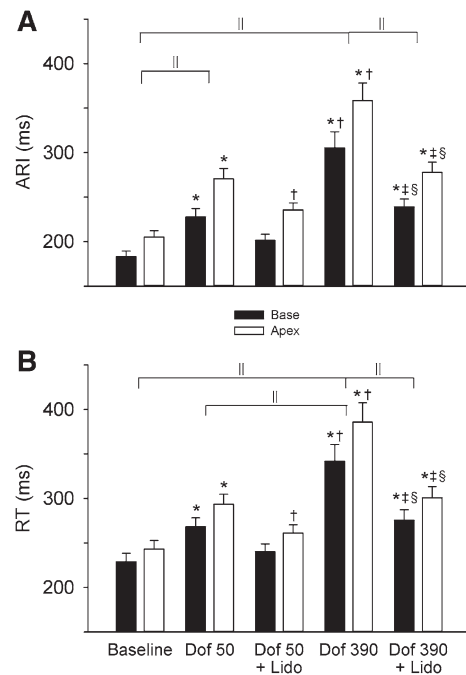 A
||
||
||
ARI (ms)
400
300
200
* * † *† *† *‡§ *‡§
Base
Apex
B
||
||
||
RT (ms)
400
300
200
* * † *† *† *‡§ *‡§
Baseline Dof 50 Dof 50 + Lido Dof 390 Dof 390 + Lido